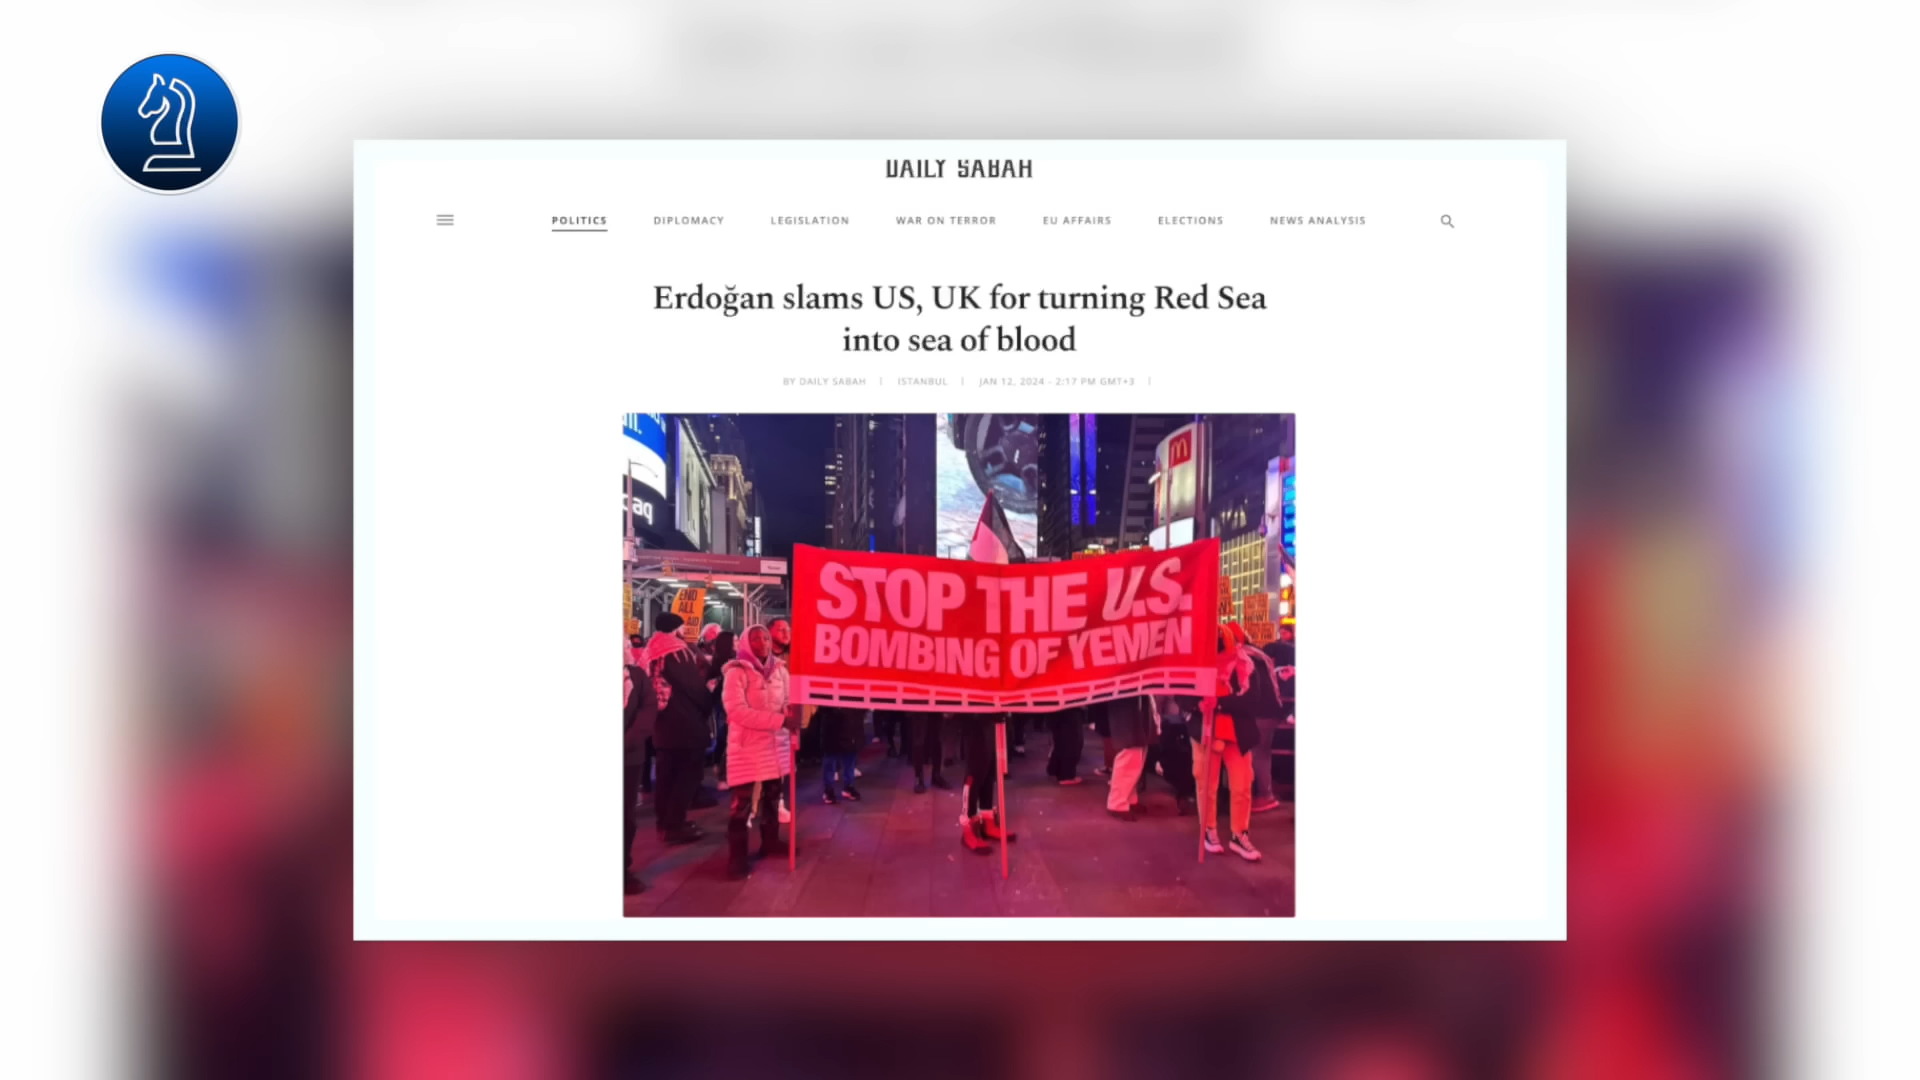 DAILY SABAH
POLITICS DIPLOMACY LEGISLATION WAR ON TERROR EU AFFAIRS ELECTIONS NEWS ANALYSIS
Erdoğan slams US, UK for turning Red Sea
into sea of blood
BY DAILY SABAH | ISTANBUL | JAN 12, 2024 - 2:17 PM GMT+3 |
aq
END
ALL
AID
STOP THE U.S.
BOMBING OF YEMEN